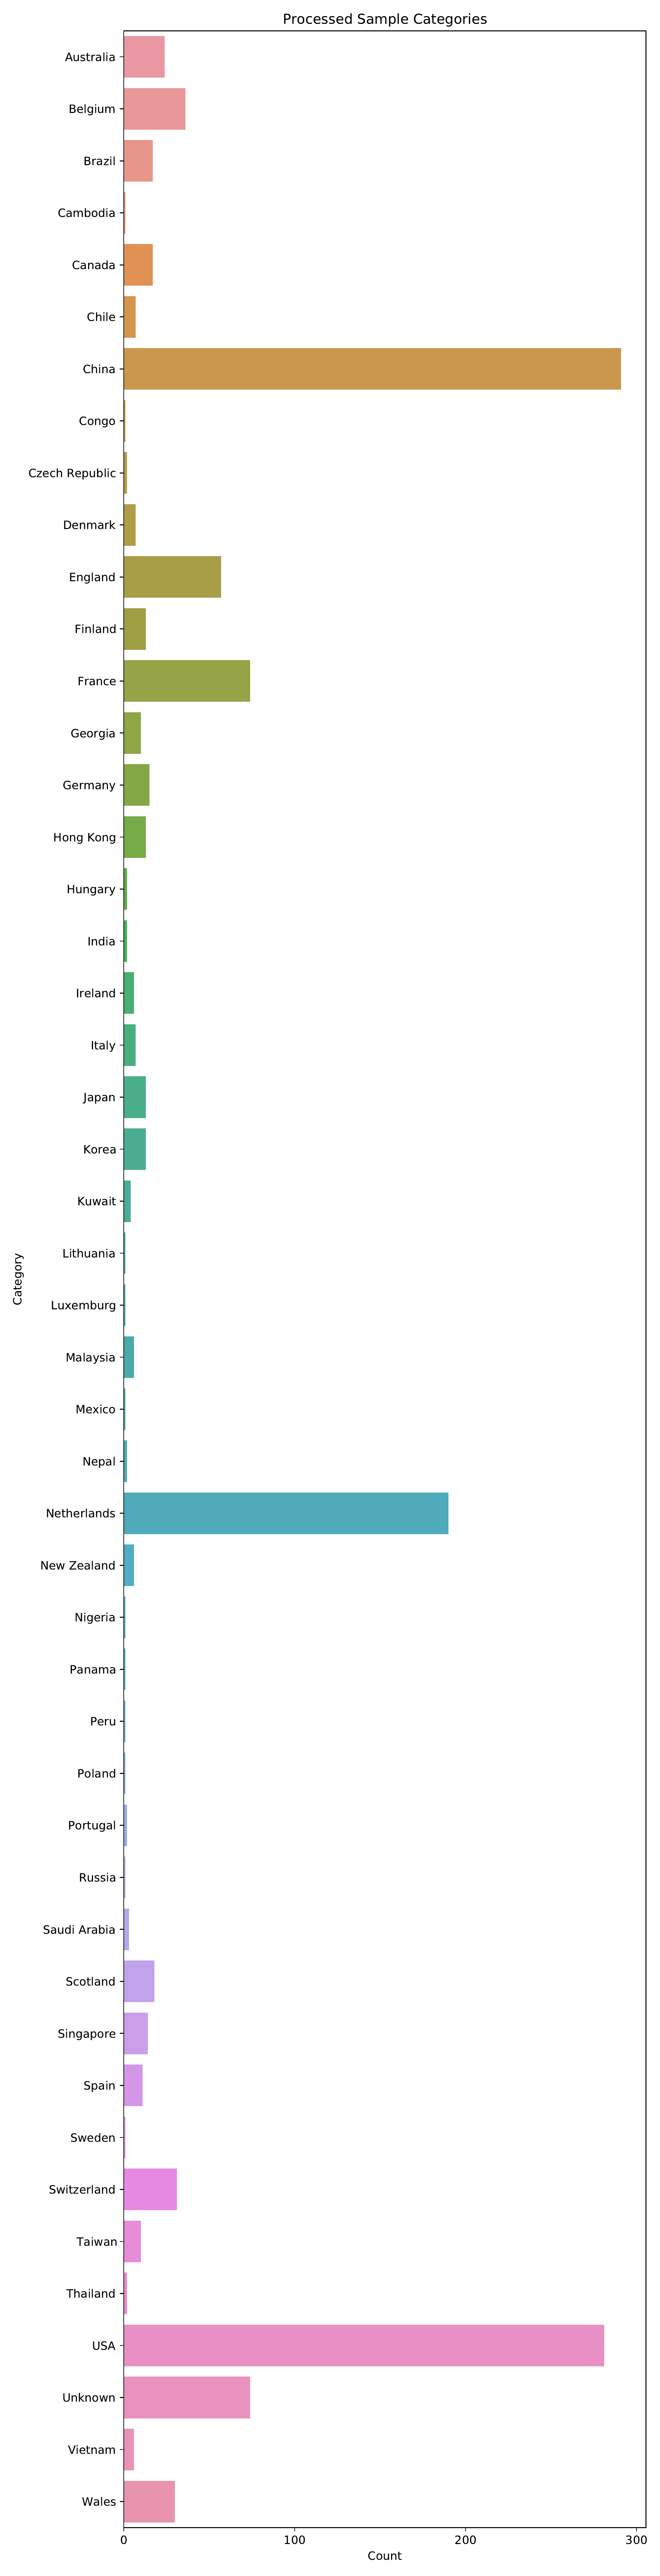 Processed Sample Categories
Australia
Belgium
Brazil
Cambodia
Canada
Chile
China
Congo
Czech Republic
Denmark
England
Finland
France
Georgia
Germany
Hong Kong
Hungary
India
Ireland
Italy
Japan
Korea
Kuwait
Lithuania
Luxemburg
Malaysia
Mexico
Nepal
Netherlands
New Zealand
Nigeria
Panama
Peru
Poland
Portugal
Russia
Saudi Arabia
Scotland
Singapore
Spain
Sweden
Switzerland
Taiwan
Thailand
USA
Unknown
Vietnam
Wales
Category
0 100 200 300
Count